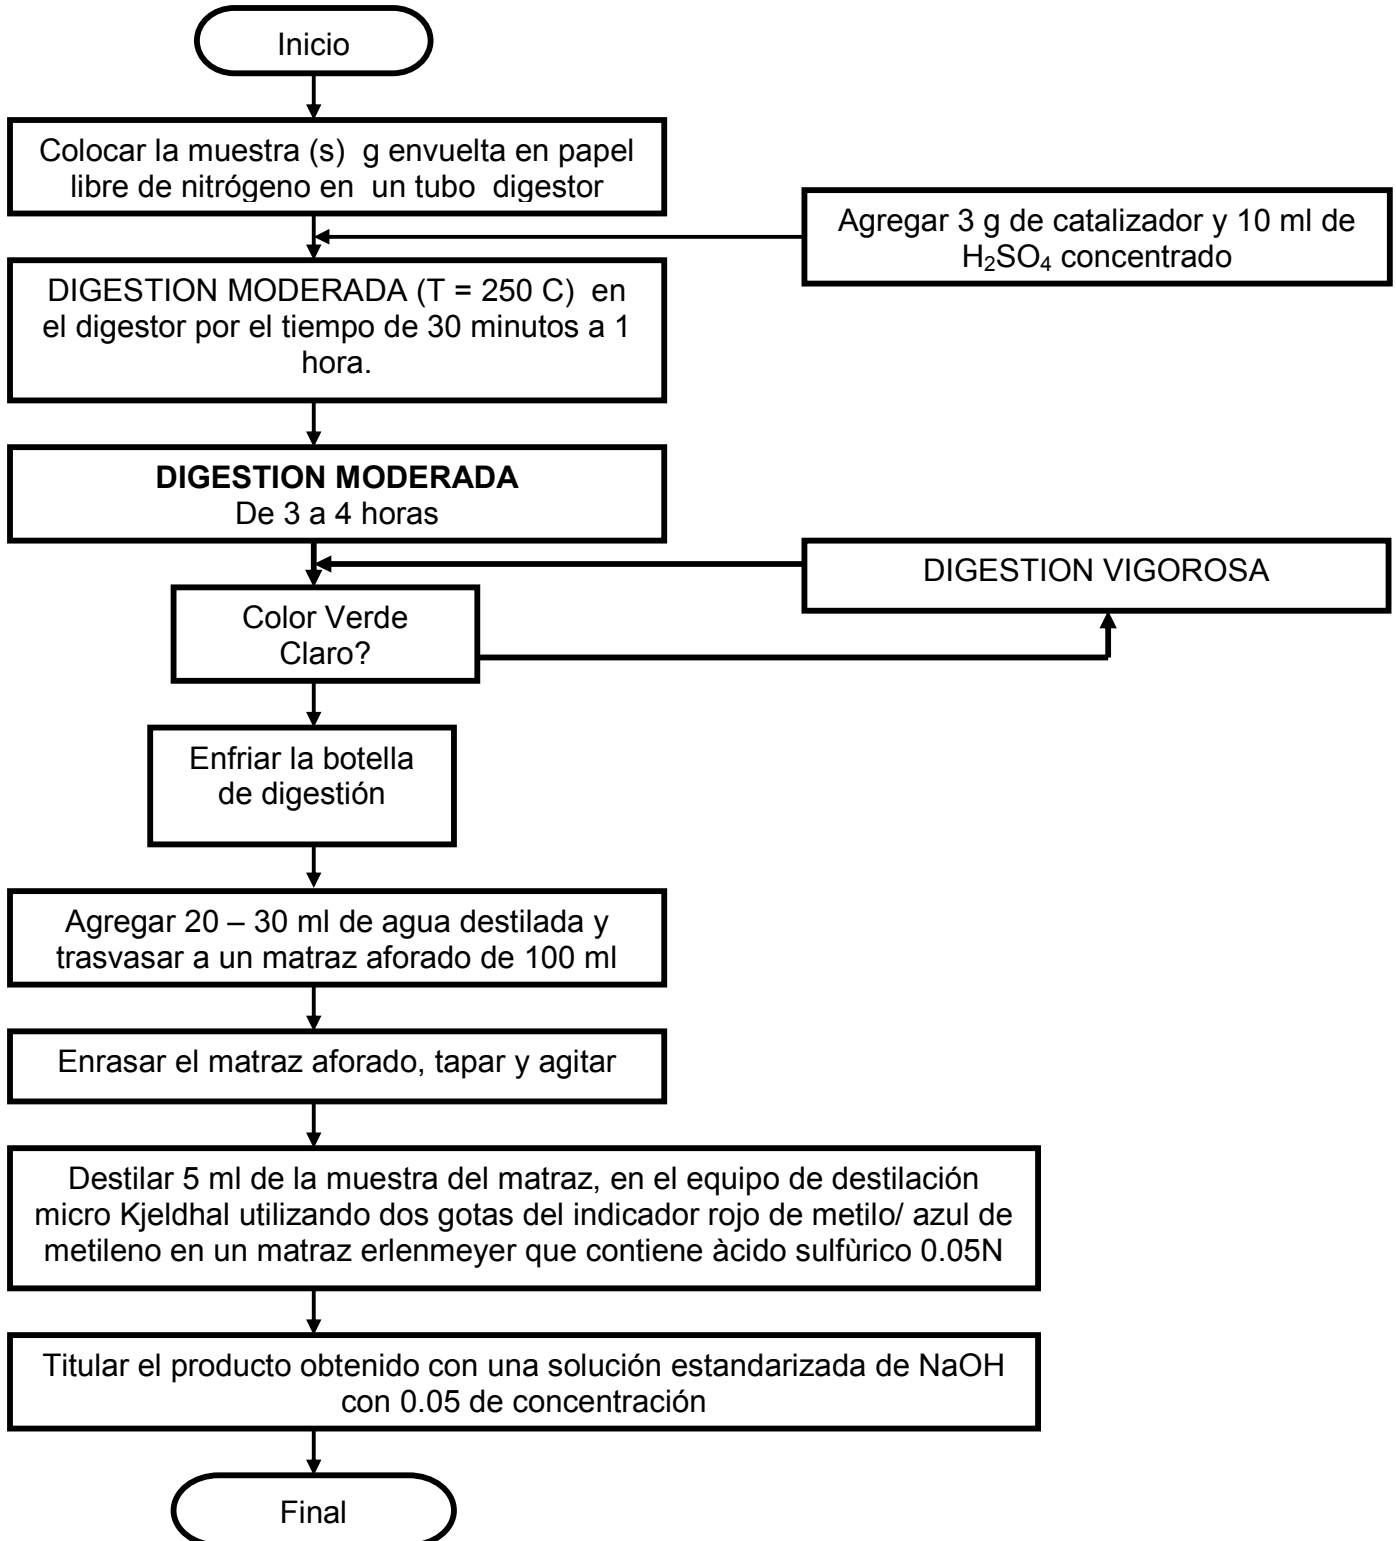 Inicio
Colocar la muestra (s)  g envuelta en papel
libre de nitrógeno en  un tubo  digestor
Agregar 3 g de catalizador y 10 ml de
H₂SO₄ concentrado
DIGESTION MODERADA (T = 250 C)  en
el digestor por el tiempo de 30 minutos a 1
hora.
DIGESTION MODERADA
De 3 a 4 horas
DIGESTION VIGOROSA
Color Verde
Claro?
Enfriar la botella
de digestión
Agregar 20 – 30 ml de agua destilada y
trasvasar a un matraz aforado de 100 ml
Enrasar el matraz aforado, tapar y agitar
Destilar 5 ml de la muestra del matraz, en el equipo de destilación
micro Kjeldhal utilizando dos gotas del indicador rojo de metilo/ azul de
metileno en un matraz erlenmeyer que contiene àcido sulfùrico 0.05N
Titular el producto obtenido con una solución estandarizada de NaOH
con 0.05 de concentración
Final